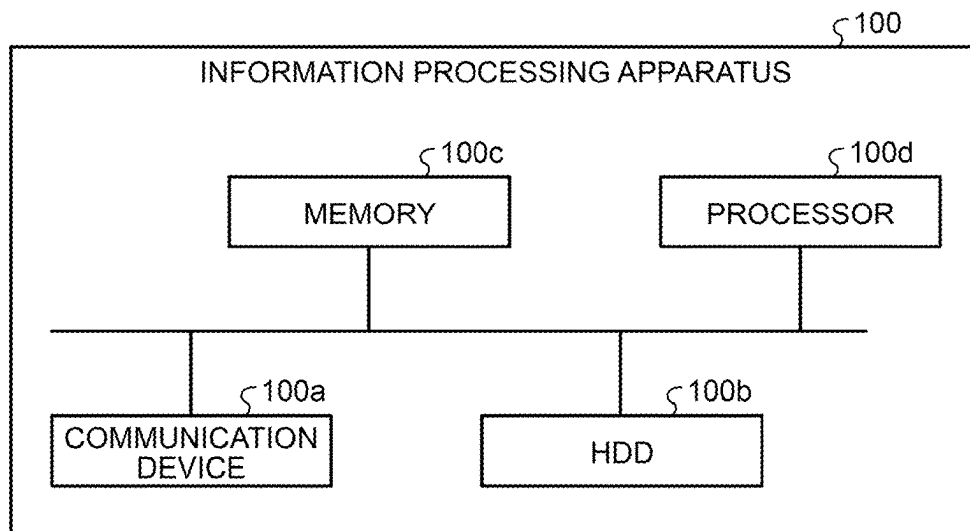 100
INFORMATION PROCESSING APPARATUS
100c
100d
MEMORY
PROCESSOR
100a
100b
COMMUNICATION
DEVICE
HDD